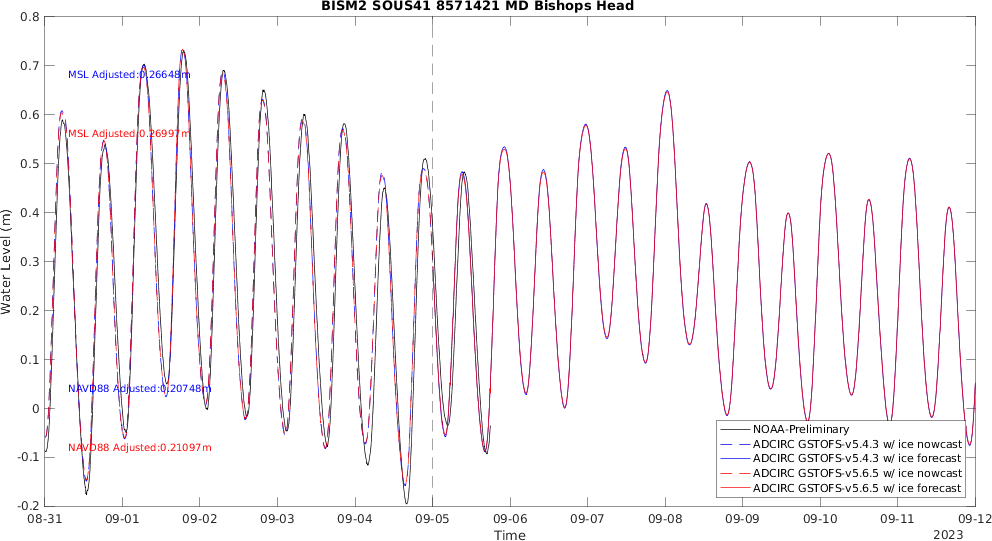 BISM2 SOUS41 8571421 MD Bishops Head
Water Level (m)
0.8
0.7
0.6
0.5
0.4
0.3
0.2
0.1
0
-0.1
-0.2
MSL Adjusted:0.26648m
MSL Adjusted:0.26997m
NAVD88 Adjusted:0.20748m
NAVD88 Adjusted:0.21097m
NOAA-Preliminary
ADCIRC GSTOFS-v5.4.3 w/ ice nowcast
ADCIRC GSTOFS-v5.4.3 w/ ice forecast
ADCIRC GSTOFS-v5.6.5 w/ ice nowcast
ADCIRC GSTOFS-v5.6.5 w/ ice forecast
08-31 09-01 09-02 09-03 09-04 09-05 09-06 09-07 09-08 09-09 09-10 09-11 09-12
Time
2023